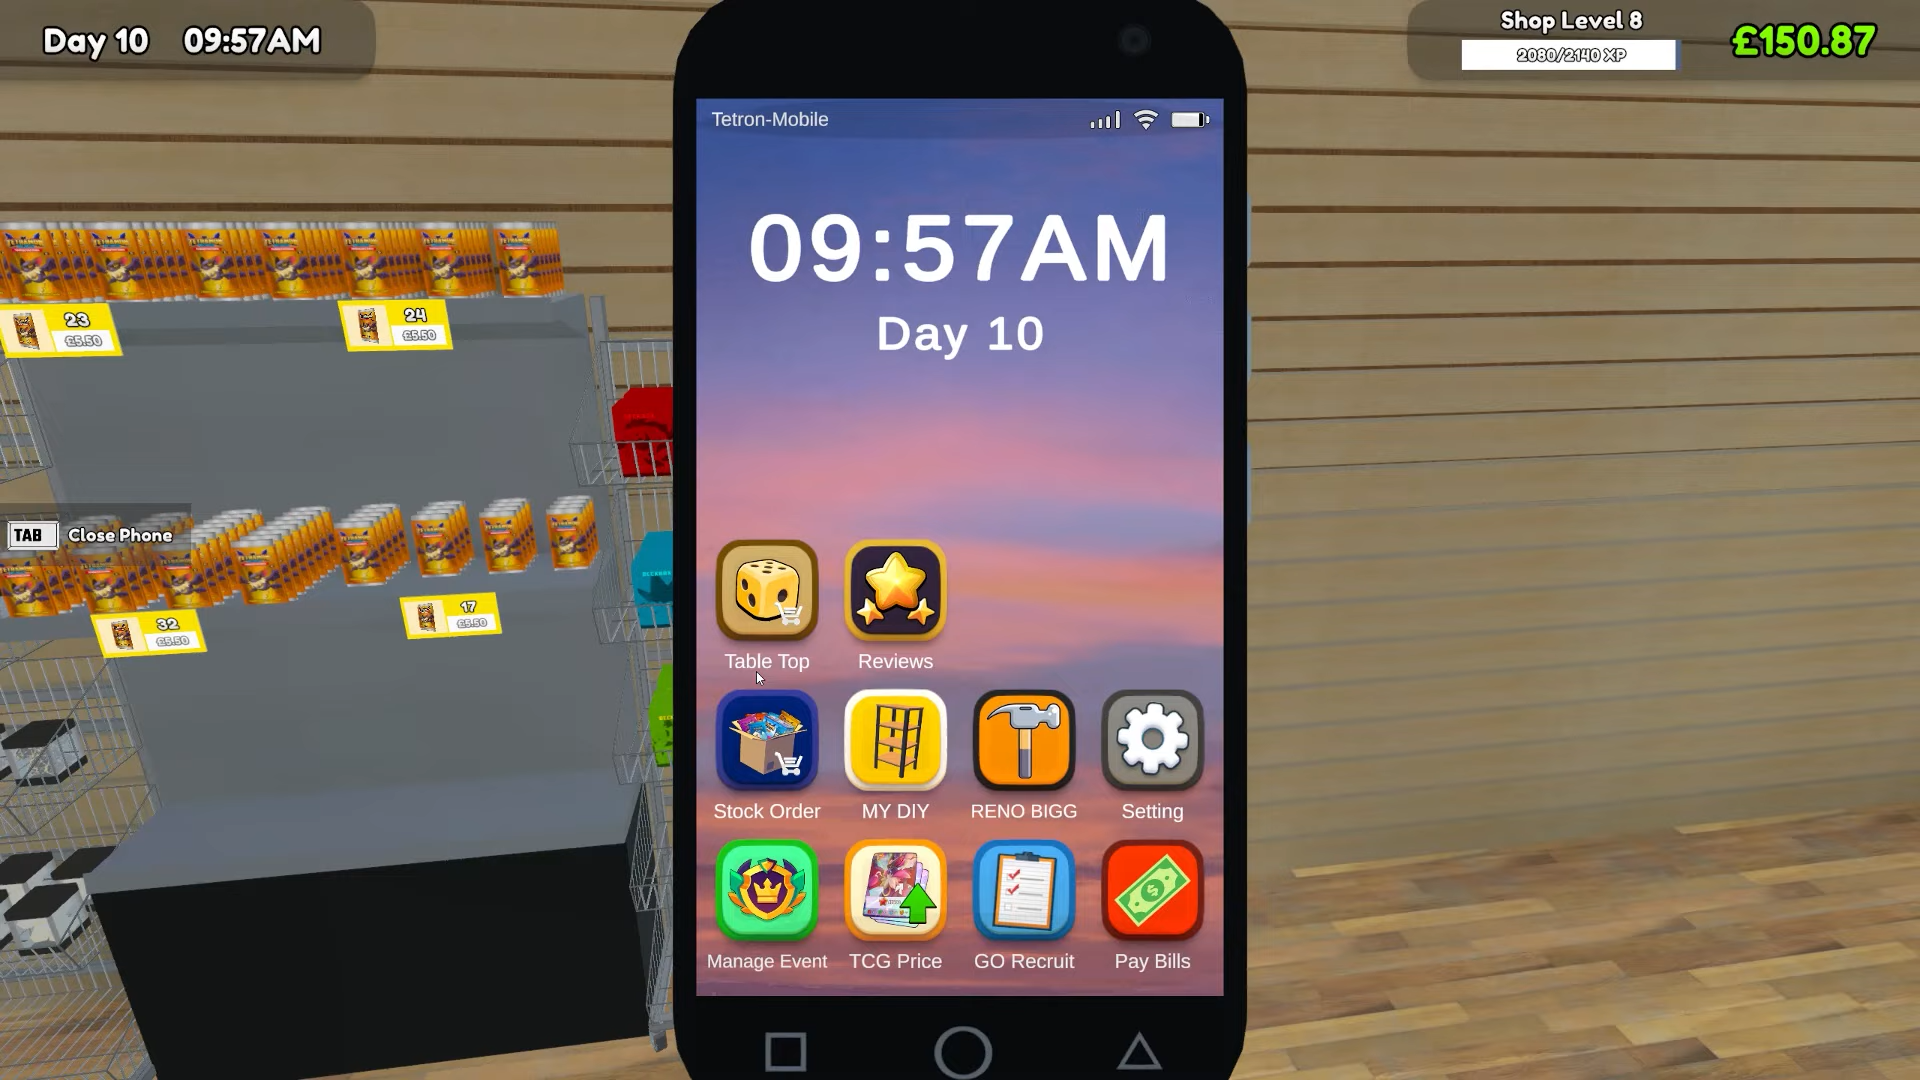 Day 10 09:57AM
Shop Level 8
2080/2140 XP
£150.87
Tetron-Mobile
09:57AM
Day 10
23
£5.50
24
£5.50
TAB Close Phone
32
£5.50
17
£5.50
Table Top
Reviews
Stock Order
MY DIY
RENO BIGG
Setting
Manage Event
TCG Price
GO Recruit
Pay Bills